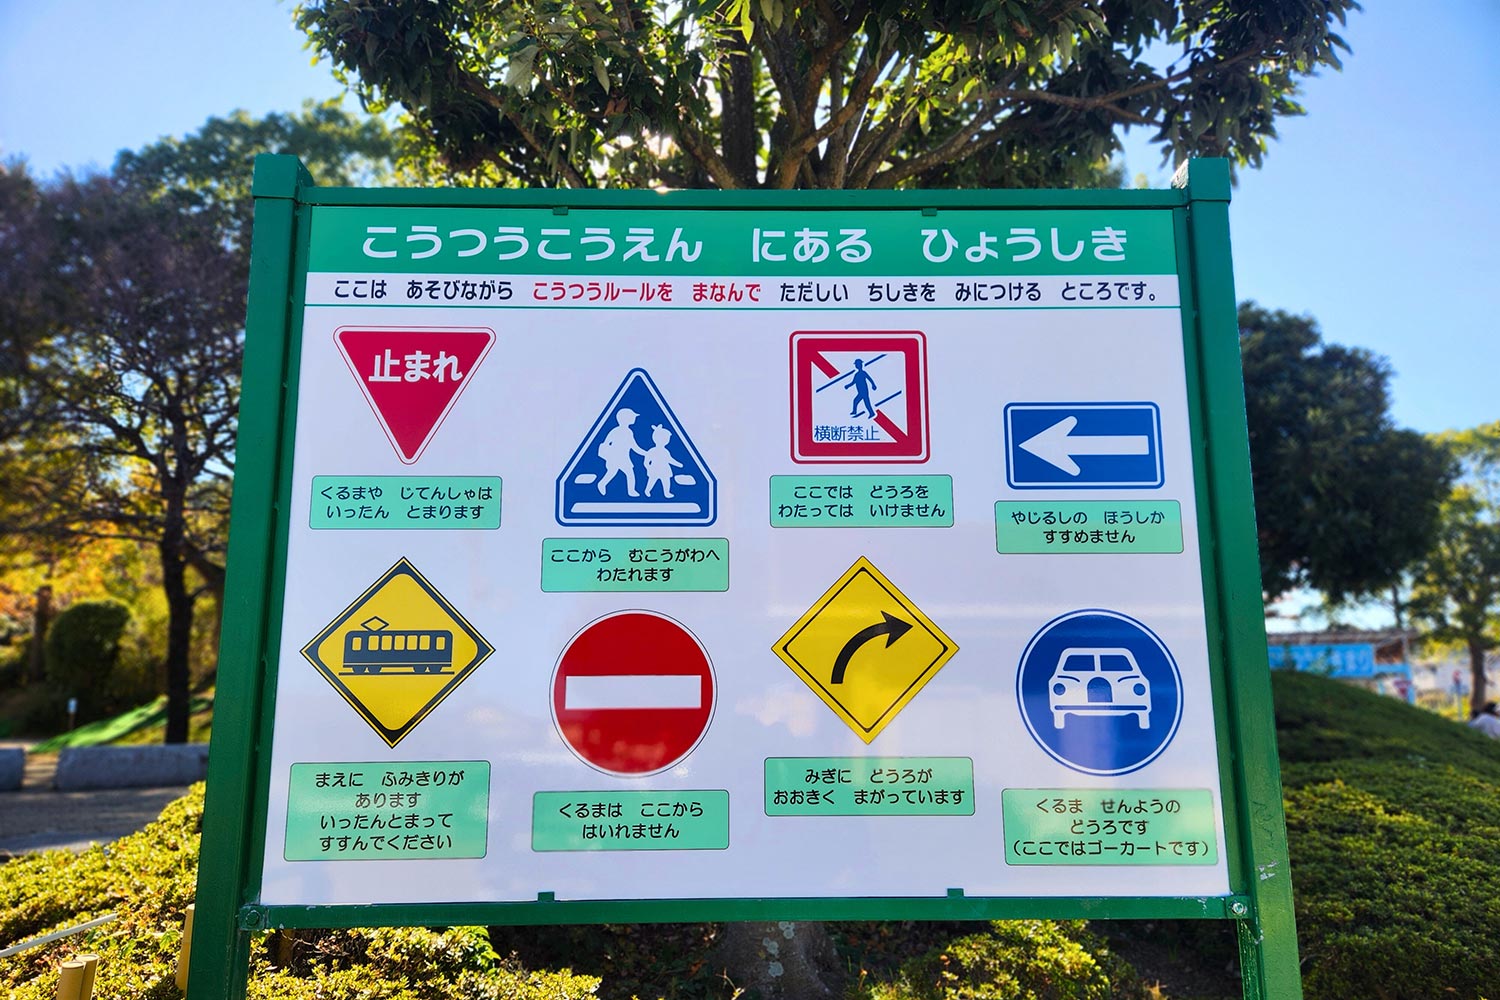 こうつうこうえん にある ひょうしき
ここは あそびながら こうつうルールを まなんで ただしい ちしきを みにつける ところです。
止まれ
くるまや じてんしゃは
いったん とまります
ここから むこうがわへ
わたれます
横断禁止
ここでは どうろを
わたっては いけません
やじるしの ほうしか
すすめません
まえに ふみきりが
あります
いったんとまって
すすんでください
くるまは ここから
はいれません
みぎに どうろが
おおきく まがっています
くるま せんようの
どうろです
(ここではゴーカートです)